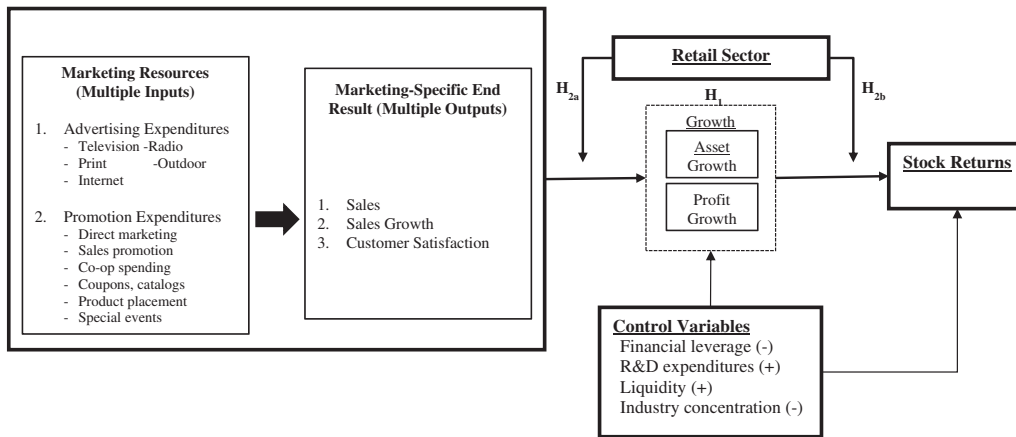 Marketing Resources
(Multiple Inputs)
1. Advertising Expenditures
- Television -Radio
- Print -Outdoor
- Internet
2. Promotion Expenditures
- Direct marketing
- Sales promotion
- Co-op spending
- Coupons, catalogs
- Product placement
- Special events
Marketing-Specific End
Result (Multiple Outputs)
1. Sales
2. Sales Growth
3. Customer Satisfaction
Retail Sector
H2a
H1
H2b
Growth
Asset
Growth
Profit
Growth
Stock Returns
Control Variables
Financial leverage (-)
R&D expenditures (+)
Liquidity (+)
Industry concentration (-)